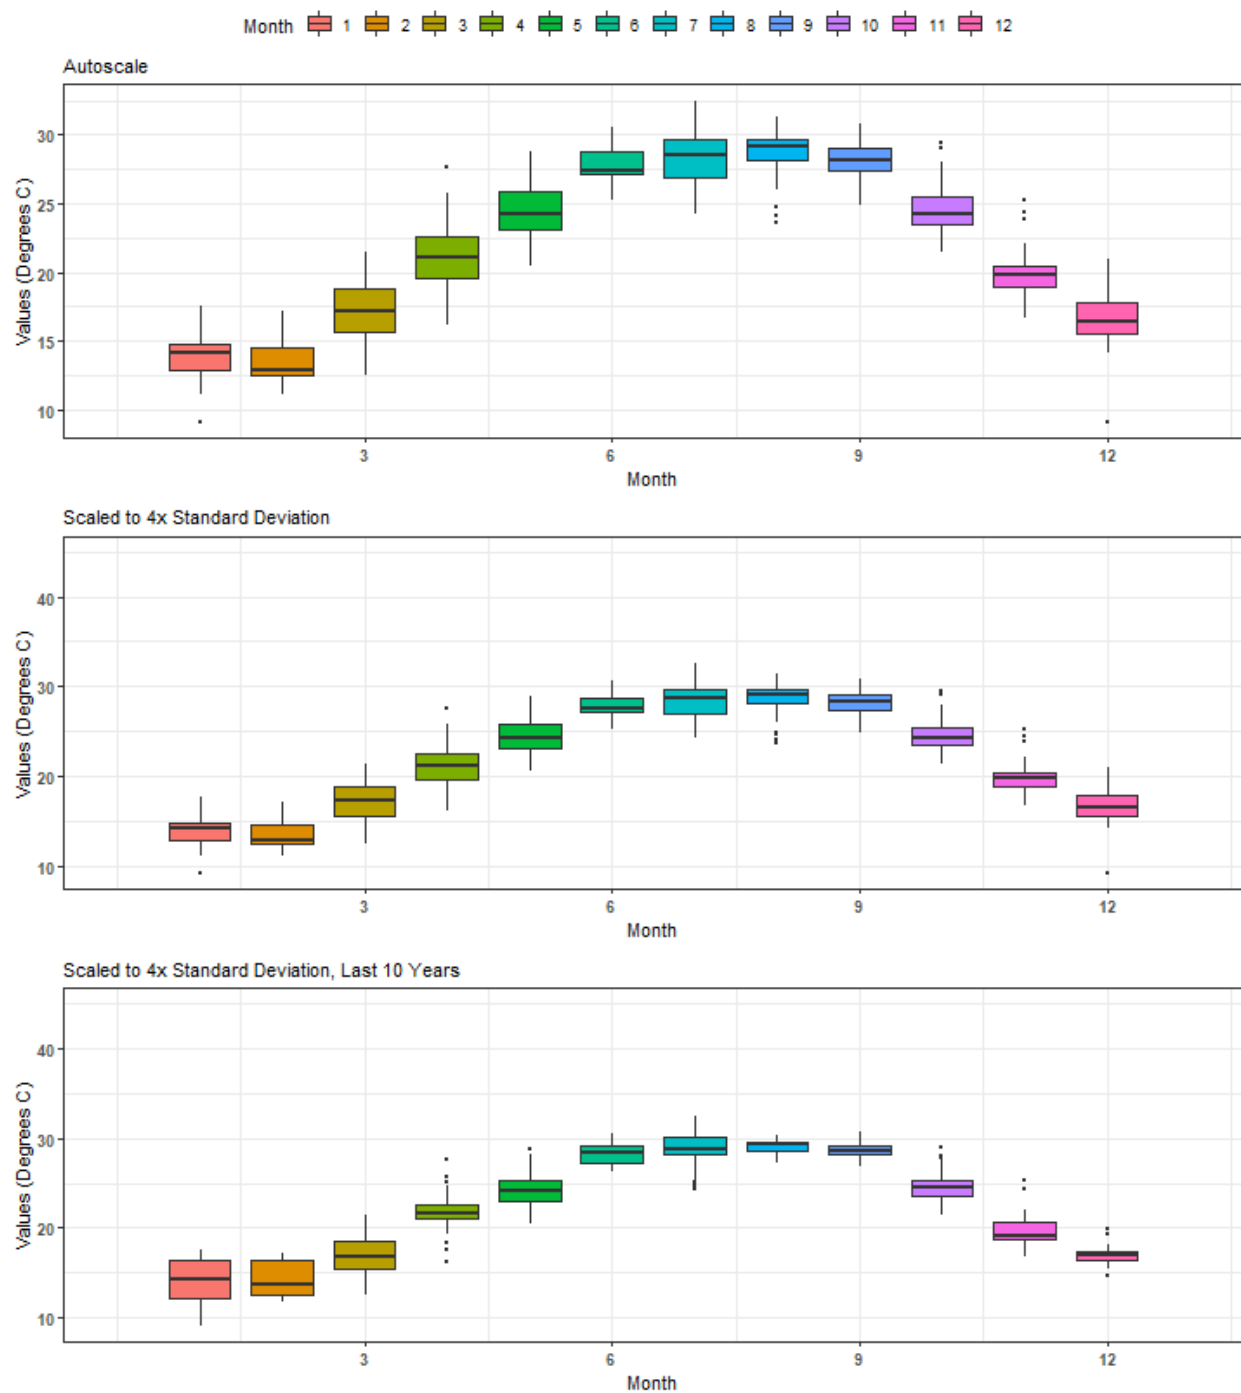 Month 1 2 3 4 5 6 7 8 9 10 11 12
Autoscale
Values (Degrees C)
30
25
20
15
10
3 6 9 12
Month
Scaled to 4x Standard Deviation
Values (Degrees C)
40
30
20
10
3 6 9 12
Month
Scaled to 4x Standard Deviation, Last 10 Years
Values (Degrees C)
40
30
20
10
3 6 9 12
Month